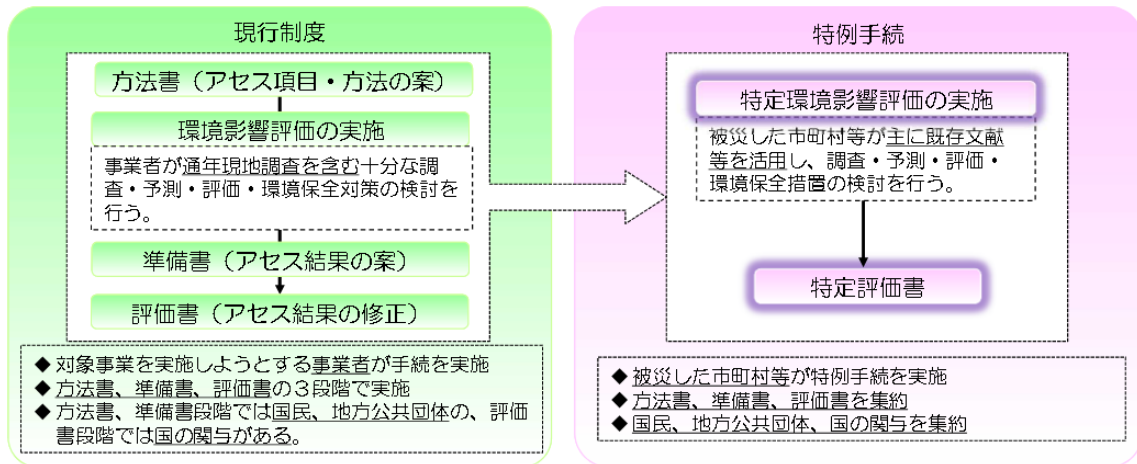 現行制度
方法書（アセス項目・方法の案）
環境影響評価の実施
事業者が通年現地調査を含む十分な調
査・予測・評価・環境保全対策の検討を
行う。
準備書（アセス結果の案）
評価書（アセス結果の修正）
◆対象事業を実施しようとする事業者が手続を実施
◆方法書、準備書、評価書の３段階で実施
◆方法書、準備書段階では国民、地方公共団体の、評価
書段階では国の関与がある。
特例手続
特定環境影響評価の実施
被災した市町村等が主に既存文献
等を活用し、調査・予測・評価・
環境保全措置の検討を行う。
特定評価書
◆被災した市町村等が特例手続を実施
◆方法書、準備書、評価書を集約
◆国民、地方公共団体、国の関与を集約